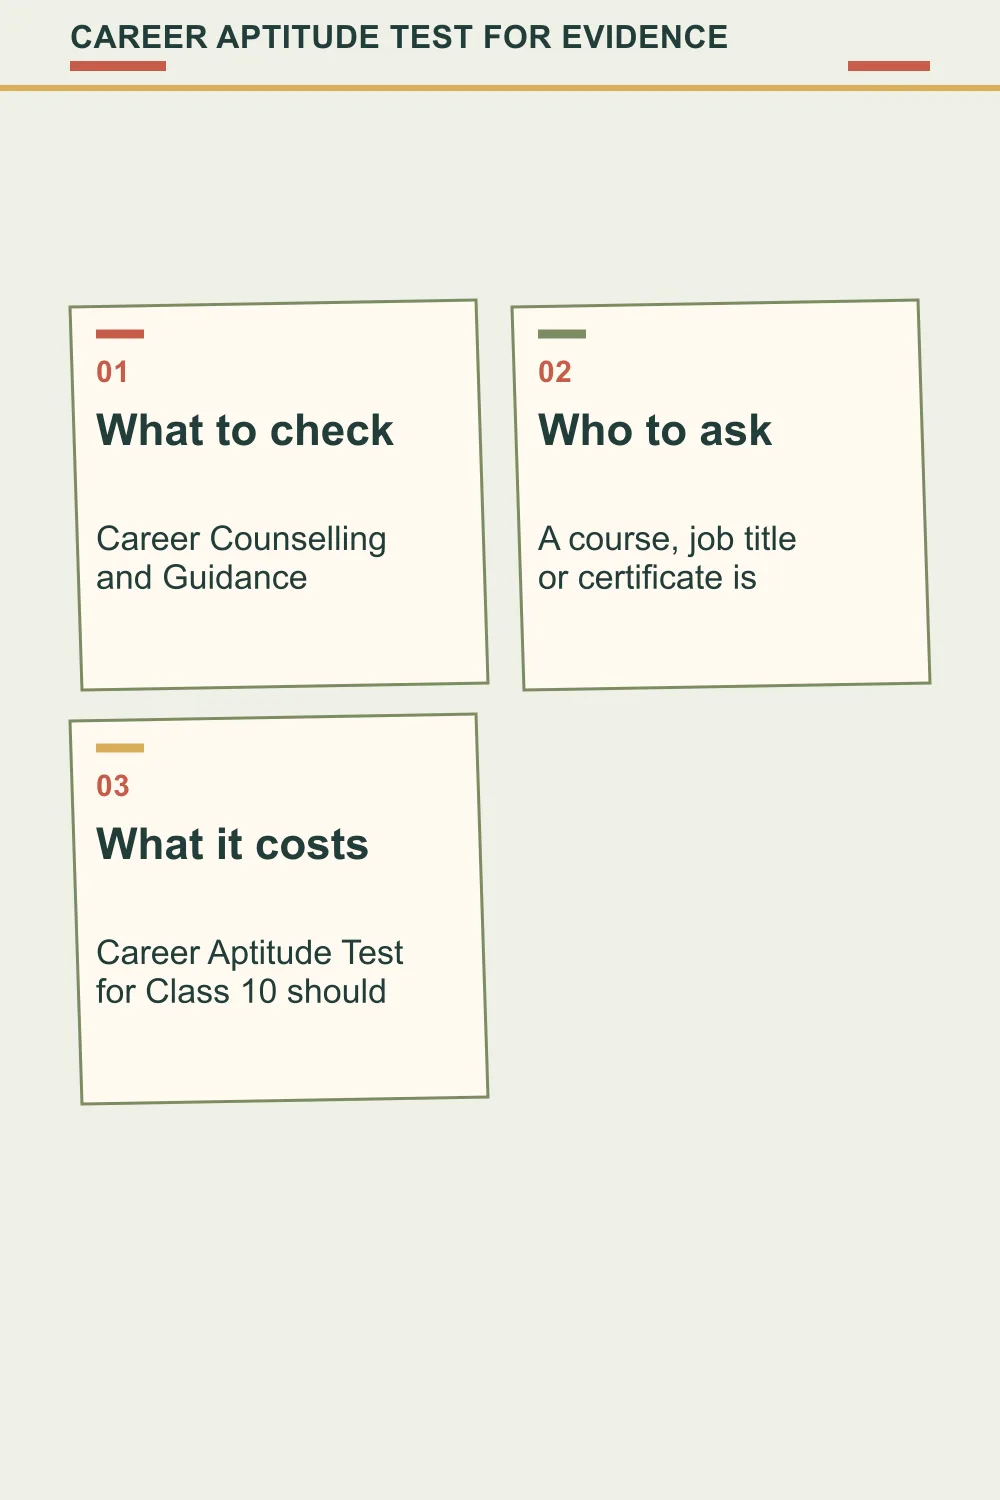 CAREER APTITUDE TEST FOR EVIDENCE
01
What to check
Career Counselling
and Guidance
02
Who to ask
A course, job title
or certificate is
03
What it costs
Career Aptitude Test
for Class 10 should